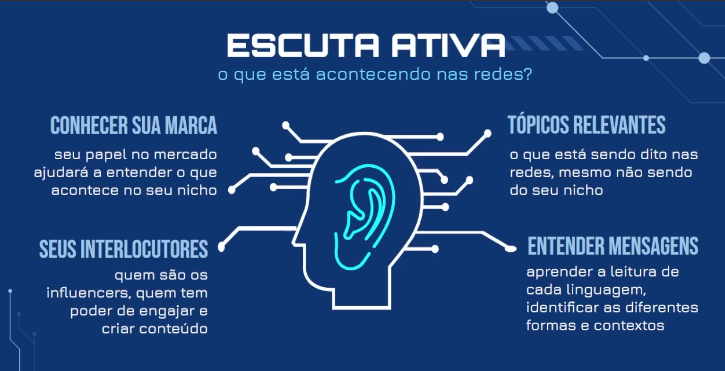 ESCUTA ATIVA
o que está acontecendo nas redes?
CONHECER SUA MARCA
seu papel no mercado
ajudará a entender o que
acontece no seu nicho
TÓPICOS RELEVANTES
o que está sendo dito nas
redes, mesmo não sendo
do seu nicho
SEUS INTERLOCUTORES
quem são os
influencers, quem tem
poder de engajar e
criar conteúdo
ENTENDER MENSAGENS
aprender a leitura de
cada linguagem,
identificar as diferentes
formas e contextos